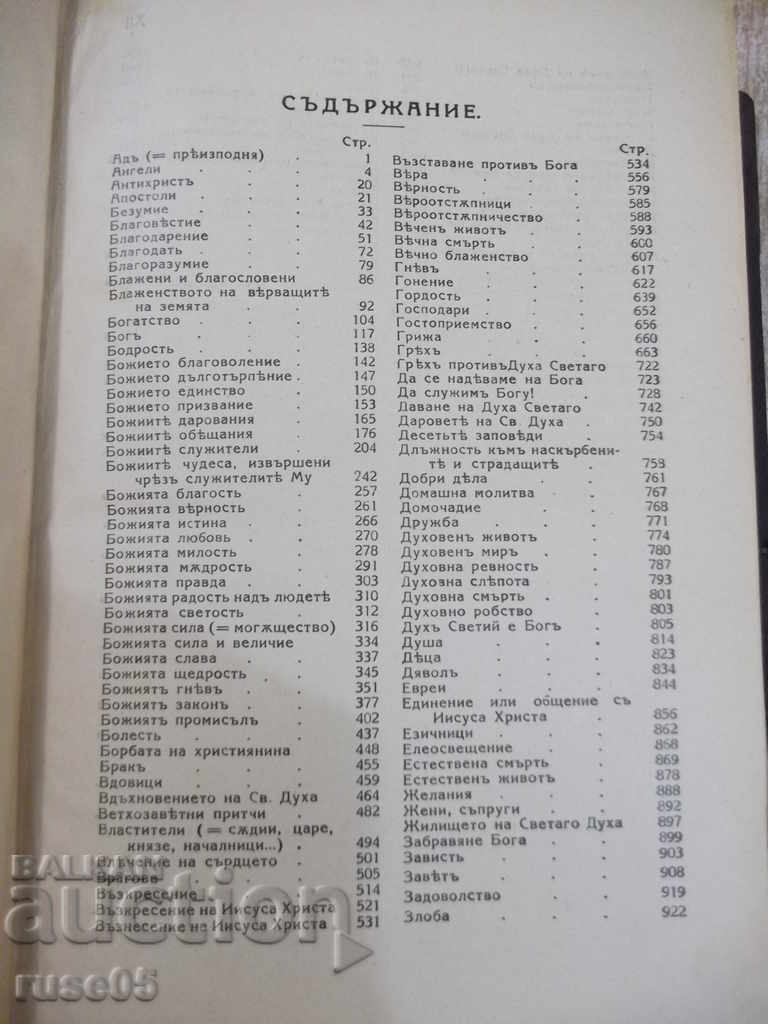 СЪДЪРЖАНИЕ.
Стр.
Адъ (= прѣизподня) . 1
Ангели . . . 4
Антихристъ . . 20
Апостоли . . . 21
Безумие . . . 33
Благовѣстие . . 42
Благодарение . . 51
Благодать . . . 72
Благоразумие . . 79
Блажени и благословени 86
Блаженството на вѣрващитѣ
на земята . . 92
Богатство . . . 104
Богъ . . . 117
Бодрость . . . 138
Божието благоволение . 142
Божието дълготърпѣние . 147
Божието единство . 150
Божието призвание . 153
Божиитѣ дарования . 165
Божиитѣ обѣщания . 176
Божиитѣ служители . 204
Божиитѣ чудеса, извършени
чрѣзъ служителитѣ Му 242
Божията благость . 257
Божията вѣрность . 261
Божията истина . . 266
Божията любовь . . 270
Божията милость . 278
Божията мѫдрость . 291
Божията правда . . 303
Божията радость надъ людетѣ 310
Божията светость . 312
Божията сила (= могѫщество) 316
Божията сила и величие 334
Божията слава . . 337
Божията щедрость . 345
Божиятъ гнѣвъ . . 351
Божиятъ законъ . . 377
Божиятъ промисълъ . 402
Болесть . . . 437
Борбата на християнина 448
Бракъ . . . 455
Вдовици . . . 459
Вдъхновението на Св. Духа 464
Ветхозаветни притчи . 482
Властители (= сѫдии, царе,
князе, началници...) . 494
Влѣчение на сърдцето . 501
Врагове . . . 505
Възкресение . . 514
Възкресение на Иисуса Христа 521
Възнесение на Иисуса Христа 531
Стр.
Възставане противъ Бога 534
Вѣра . . . 556
Вѣрность . . . 579
Вѣроотстѫпници . . 585
Вѣроотстѫпничество . 588
Вѣченъ животъ . . 593
Вѣчна смърть . . 600
Вѣчно блаженство . 607
Гнѣвъ . . . 617
Гонение . . . 622
Гордость . . . 639
Господари . . . 652
Гостоприемство . . 656
Грижа . . . 660
Грѣхъ . . . 663
Грѣхъ противъ Духа Светаго 722
Да се надѣваме на Бога 723
Да служимъ Богу! . 728
Даване на Духа Светаго 742
Дароветѣ на Св. Духа . 750
Десетьтѣ заповѣди . 754
Длъжность къмъ наскърбени-
тѣ и страдащитѣ . 758
Добри дѣла . . 761
Домашна молитва . 767
Домочадие . . 768
Дружба . . . 771
Духовенъ животъ . 774
Духовенъ миръ . . 780
Духовна ревность . 787
Духовна слѣпота . 793
Духовна смърть . . 801
Духовно робство . 803
Духъ Светий е Богъ . 805
Душа . . . 814
Дѣца . . . 823
Дяволъ . . . 834
Евреи . . . 844
Единение или общение съ
Иисуса Христа . 856
Езичници . . . 862
Елеосвещение . . 868
Естествена смърть . 869
Естественъ животъ . 878
Желания . . . 888
Жени, съпруги . . 892
Жилището на Светаго Духа 897
Забравяне Бога . . 899
Зависть . . . 903
Завѣтъ . . . 908
Задоволство . . 919
Злоба . . . 922
BALKAN
auction
ruse05